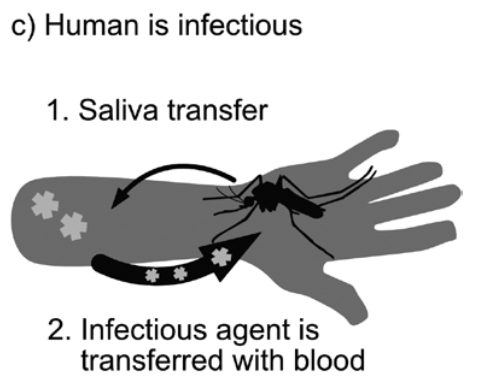 c) Human is infectious
1. Saliva transfer
2. Infectious agent is
transferred with blood